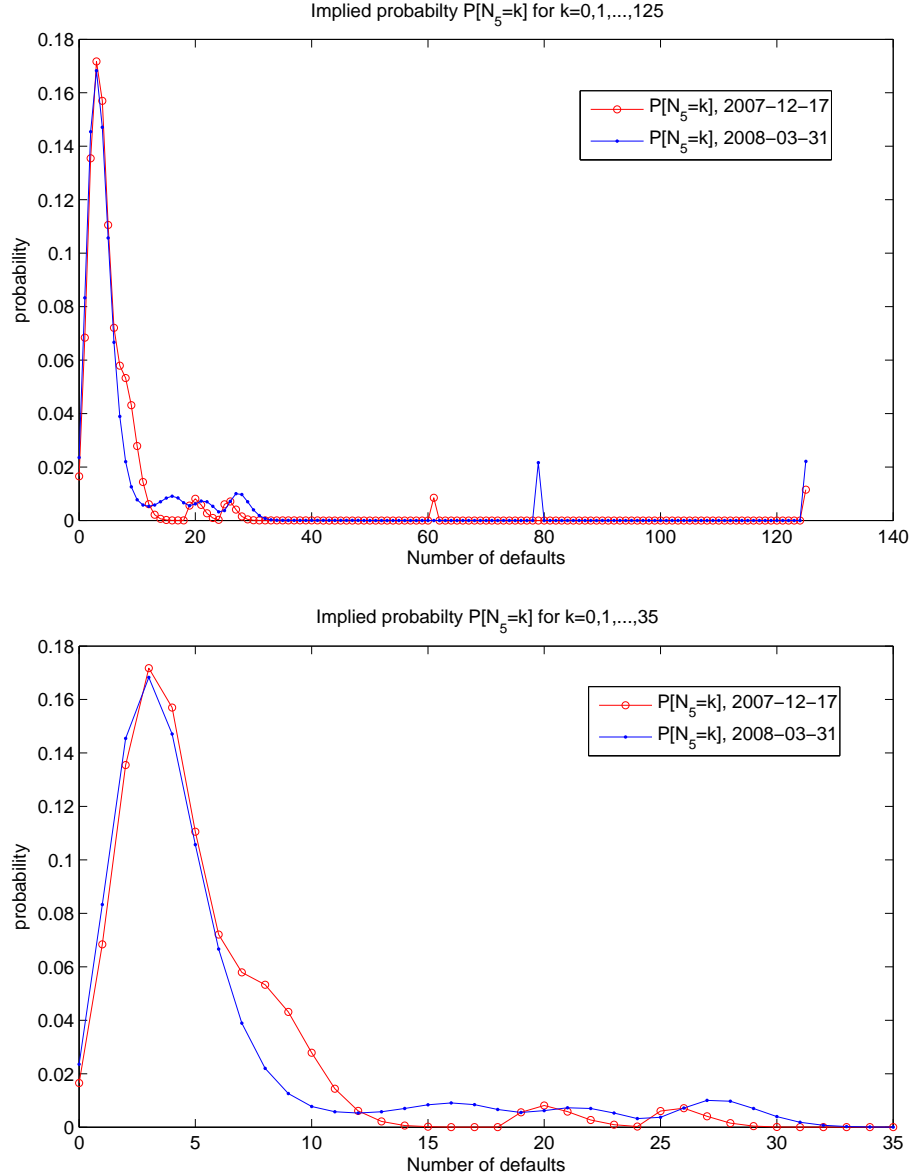 Implied probabilty P[N5=k] for k=0,1,...,125
0.18
0.16
0.14
0.12
0.1
0.08
0.06
0.04
0.02
0
probability
P[N5=k], 2007−12−17
P[N5=k], 2008−03−31
0 20 40 60 80 100 120 140
Number of defaults
Implied probabilty P[N5=k] for k=0,1,...,35
0.18
0.16
0.14
0.12
0.1
0.08
0.06
0.04
0.02
0
probability
P[N5=k], 2007−12−17
P[N5=k], 2008−03−31
0 5 10 15 20 25 30 35
Number of defaults